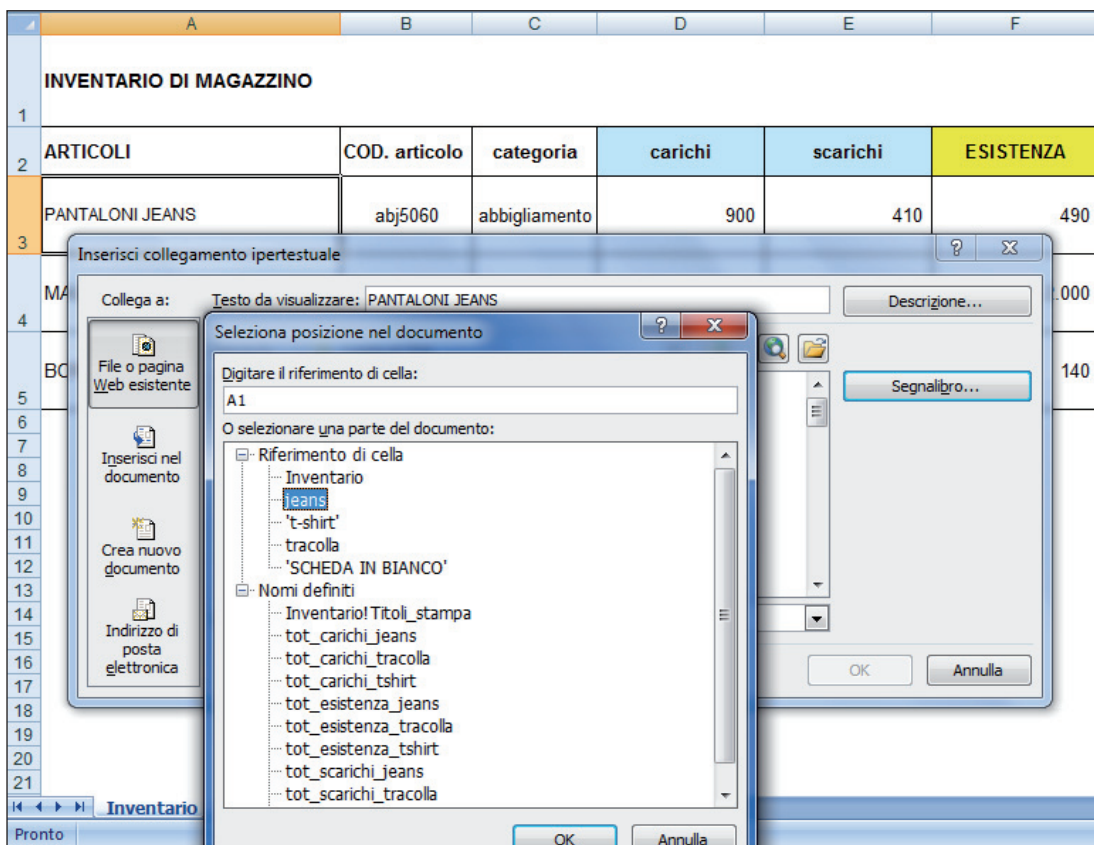 A B C D E F
1 INVENTARIO DI MAGAZZINO
2 ARTICOLI COD. articolo categoria carichi scarichi ESISTENZA
3 PANTALONI JEANS abj5060 abbigliamento 900 410 490
Inserisci collegamento ipertestuale
4 MA .000
Collega a: Testo da visualizzare: PANTALONI JEANS Descrizione...
Seleziona posizione nel documento
File o pagina
Web esistente
5 BO 140
Digitare il riferimento di cella:
Segnalibro...
A1
6
O selezionare una parte del documento:
7
Inserisci nel
documento
Riferimento di cella
8
Inventario
9
jeans
10
't-shirt'
11
Crea nuovo
documento
tracolla
12
'SCHEDA IN BIANCO'
13
Nomi definiti
14
Inventario!Titoli_stampa
15
Indirizzo di
posta
elettronica
tot_carichi_jeans
16
tot_carichi_tracolla
OK Annulla
17
tot_carichi_tshirt
18
tot_esistenza_jeans
19
tot_esistenza_tracolla
20
tot_esistenza_tshirt
21
tot_scarichi_jeans
tot_scarichi_tracolla
Inventario
Pronto
OK Annulla